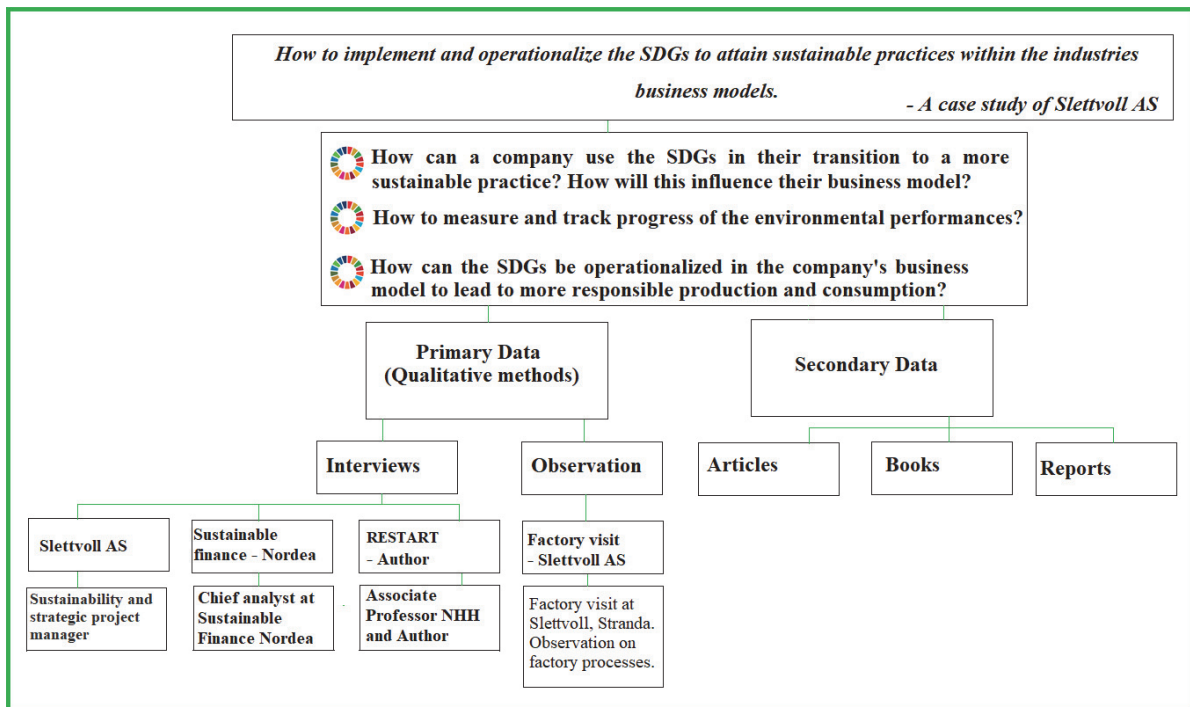 How to implement and operationalize the SDGs to attain sustainable practices within the industries
business models.
- A case study of Slettvoll AS
How can a company use the SDGs in their transition to a more
sustainable practice? How will this influence their business model?
How to measure and track progress of the environmental performances?
How can the SDGs be operationalized in the company's business
model to lead to more responsible production and consumption?
Primary Data
(Qualitative methods)
Secondary Data
Interviews
Observation
Articles
Books
Reports
Slettvoll AS
Sustainable
finance - Nordea
RESTART
- Author
Factory visit
- Slettvoll AS
Sustainability and
strategic project
manager
Chief analyst at
Sustainable
Finance Nordea
Associate
Professor NHH
and Author
Factory visit at
Slettvoll, Stranda.
Observation on
factory processes.